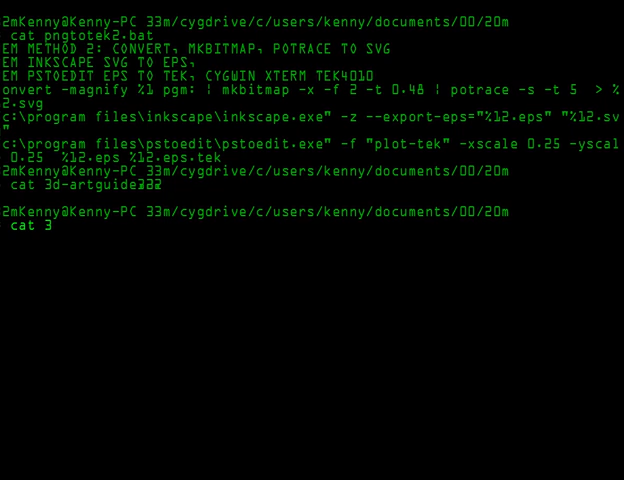 2mKenny@Kenny-PC 33m/cygdrive/c/users/kenny/documents/00/20m
cat pngtotek2.bat
EM METHOD 2: CONVERT, MKBITMAP, POTRACE TO SVG
EM INKSCAPE SVG TO EPS,
EM PSTOEDIT EPS TO TEK, CYGWIN XTERM TEK4010
onvert -magnify %1 pgm: | mkbitmap -x -f 2 -t 0.48 | potrace -s -t 5  > %
2.svg
c:\program files\inkscape\inkscape.exe" -z --export-eps="%12.eps" "%12.sv
"
c:\program files\pstoedit\pstoedit.exe" -f "plot-tek" -xscale 0.25 -yscal
0.25  %12.eps %12.eps.tek
2mKenny@Kenny-PC 33m/cygdrive/c/users/kenny/documents/00/20m
cat 3d-artguide
2mKenny@Kenny-PC 33m/cygdrive/c/users/kenny/documents/00/20m
cat 3